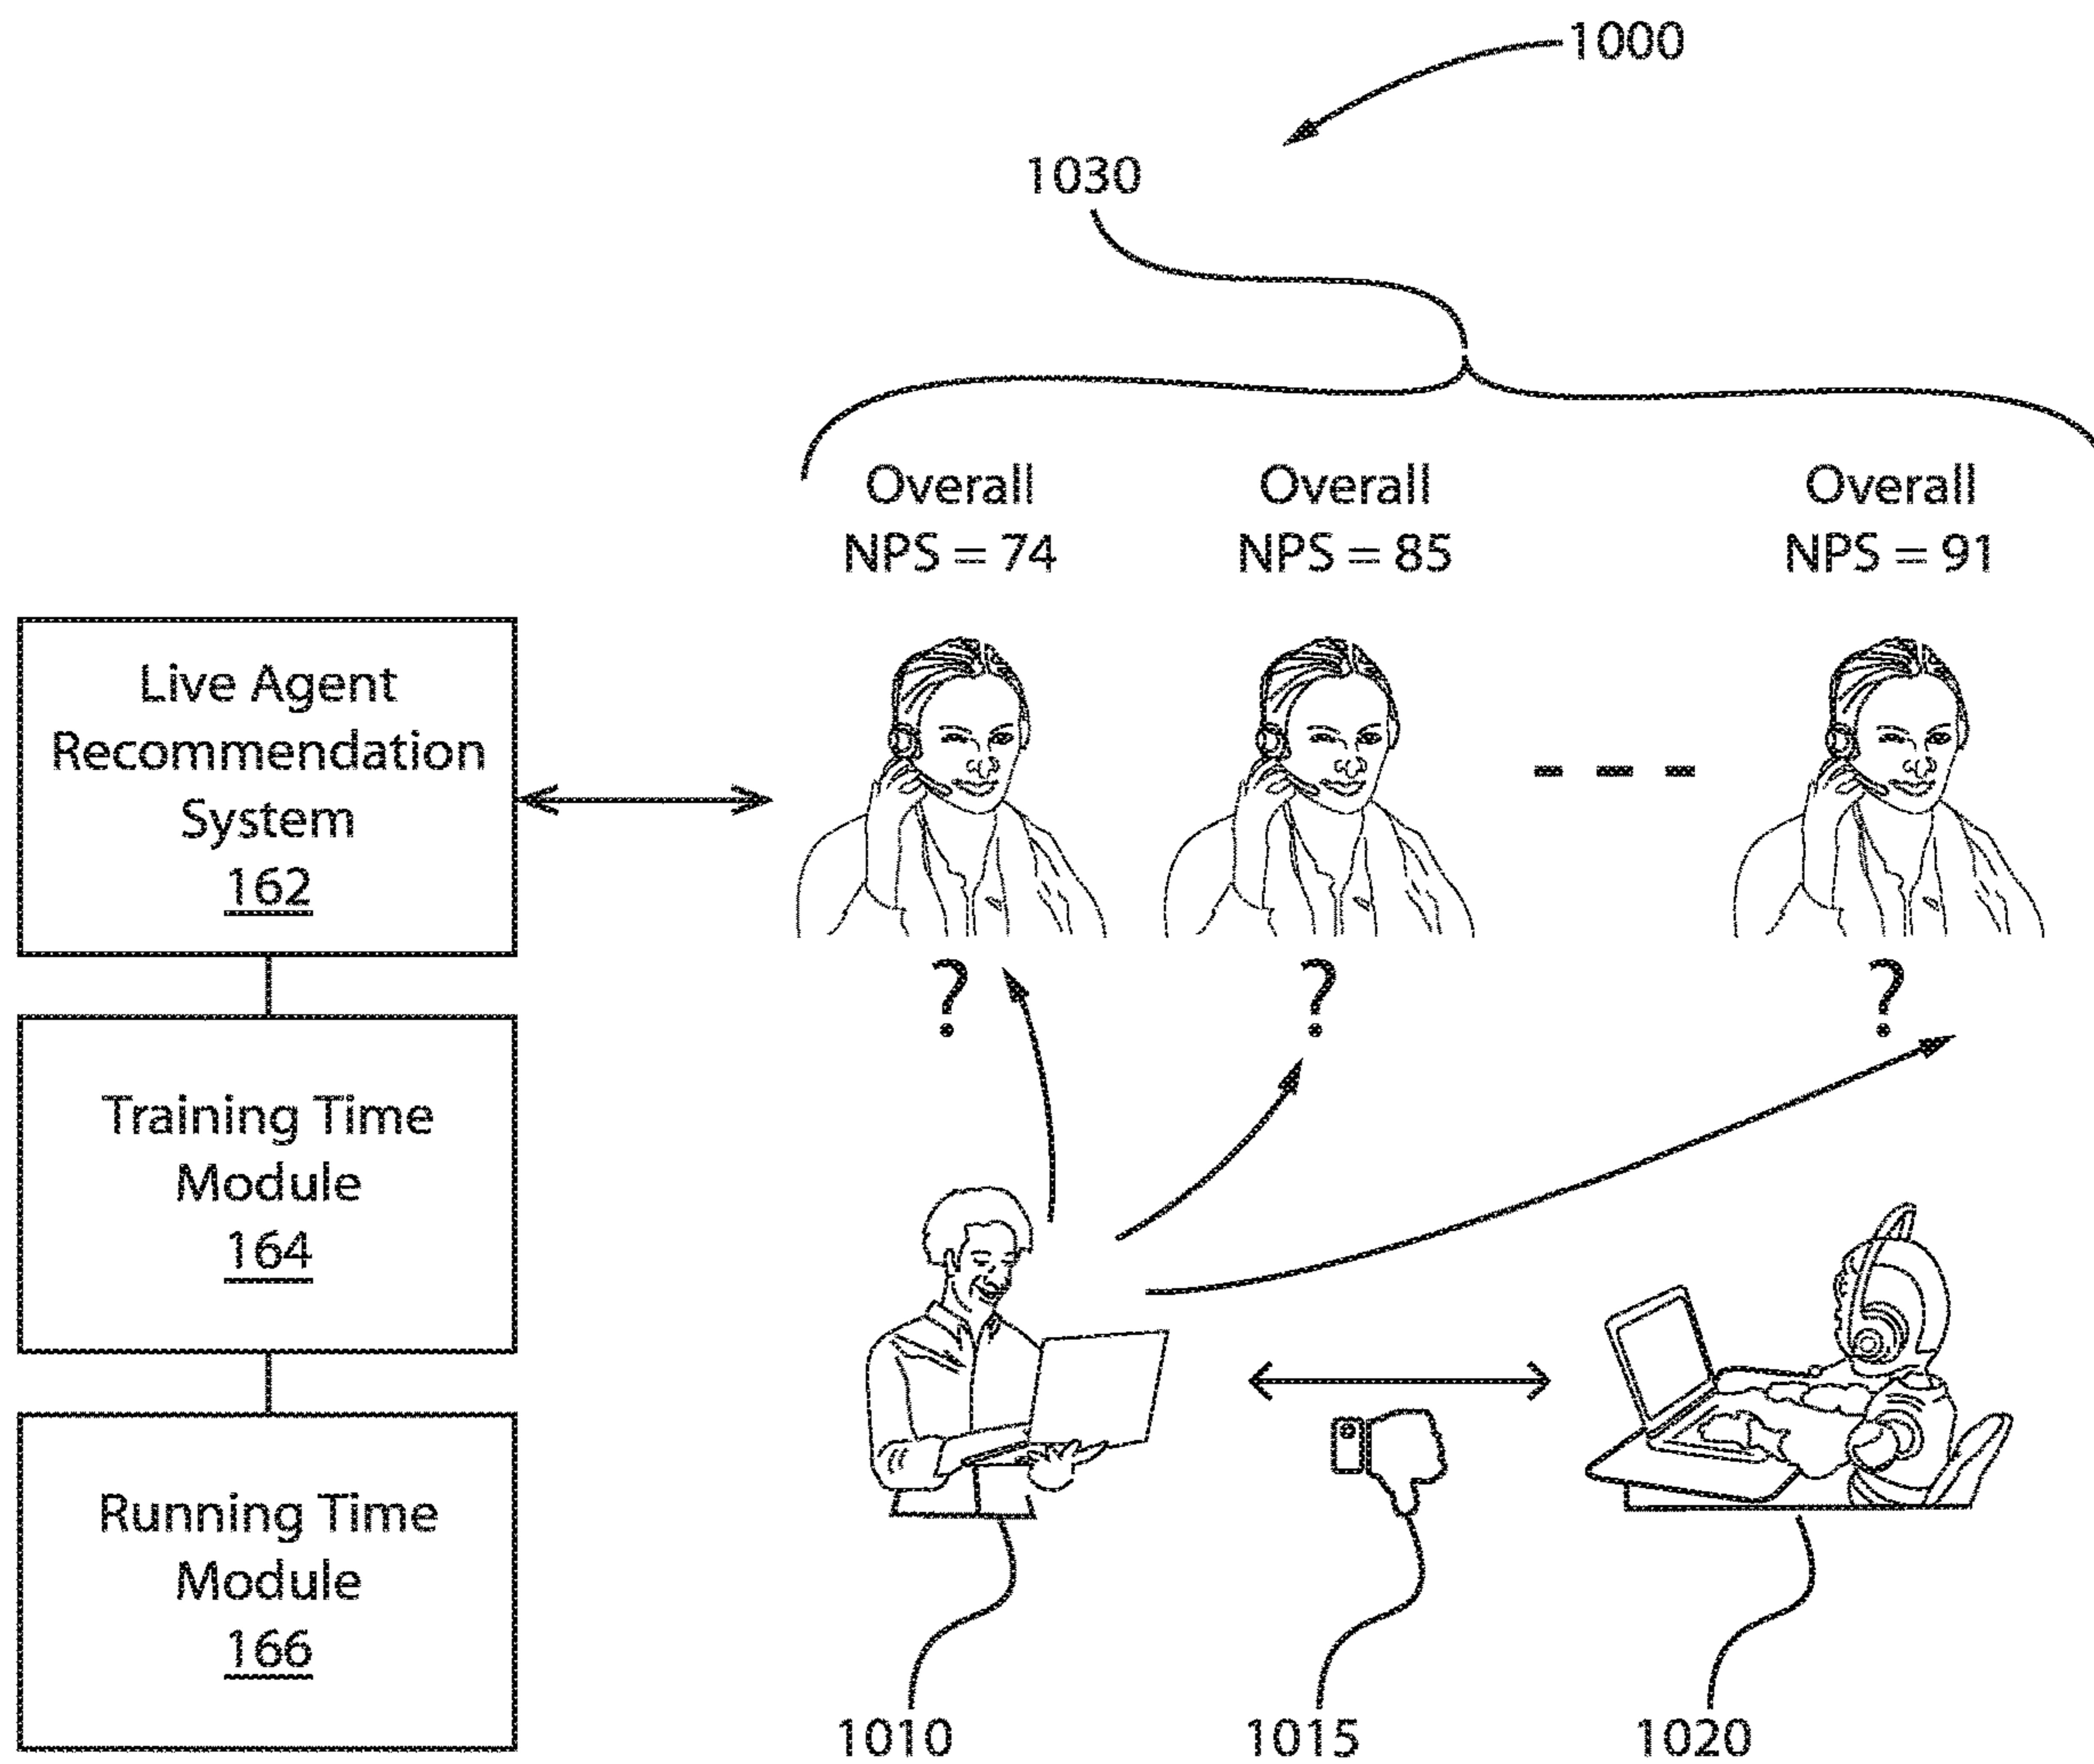 1000
1030
Overall
NPS = 74
Overall
NPS = 85
Overall
NPS = 91
Live Agent
Recommendation
System
162
?
?
?
Training Time
Module
164
Running Time
Module
166
1010
1015
1020